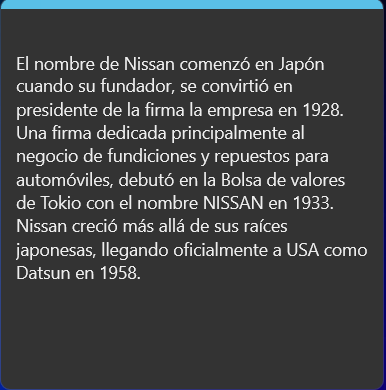 El nombre de Nissan comenzó en Japón
cuando su fundador, se convirtió en
presidente de la firma la empresa en 1928.
Una firma dedicada principalmente al
negocio de fundiciones y repuestos para
automóviles, debutó en la Bolsa de valores
de Tokio con el nombre NISSAN en 1933.
Nissan creció más allá de sus raíces
japonesas, llegando oficialmente a USA como
Datsun en 1958.